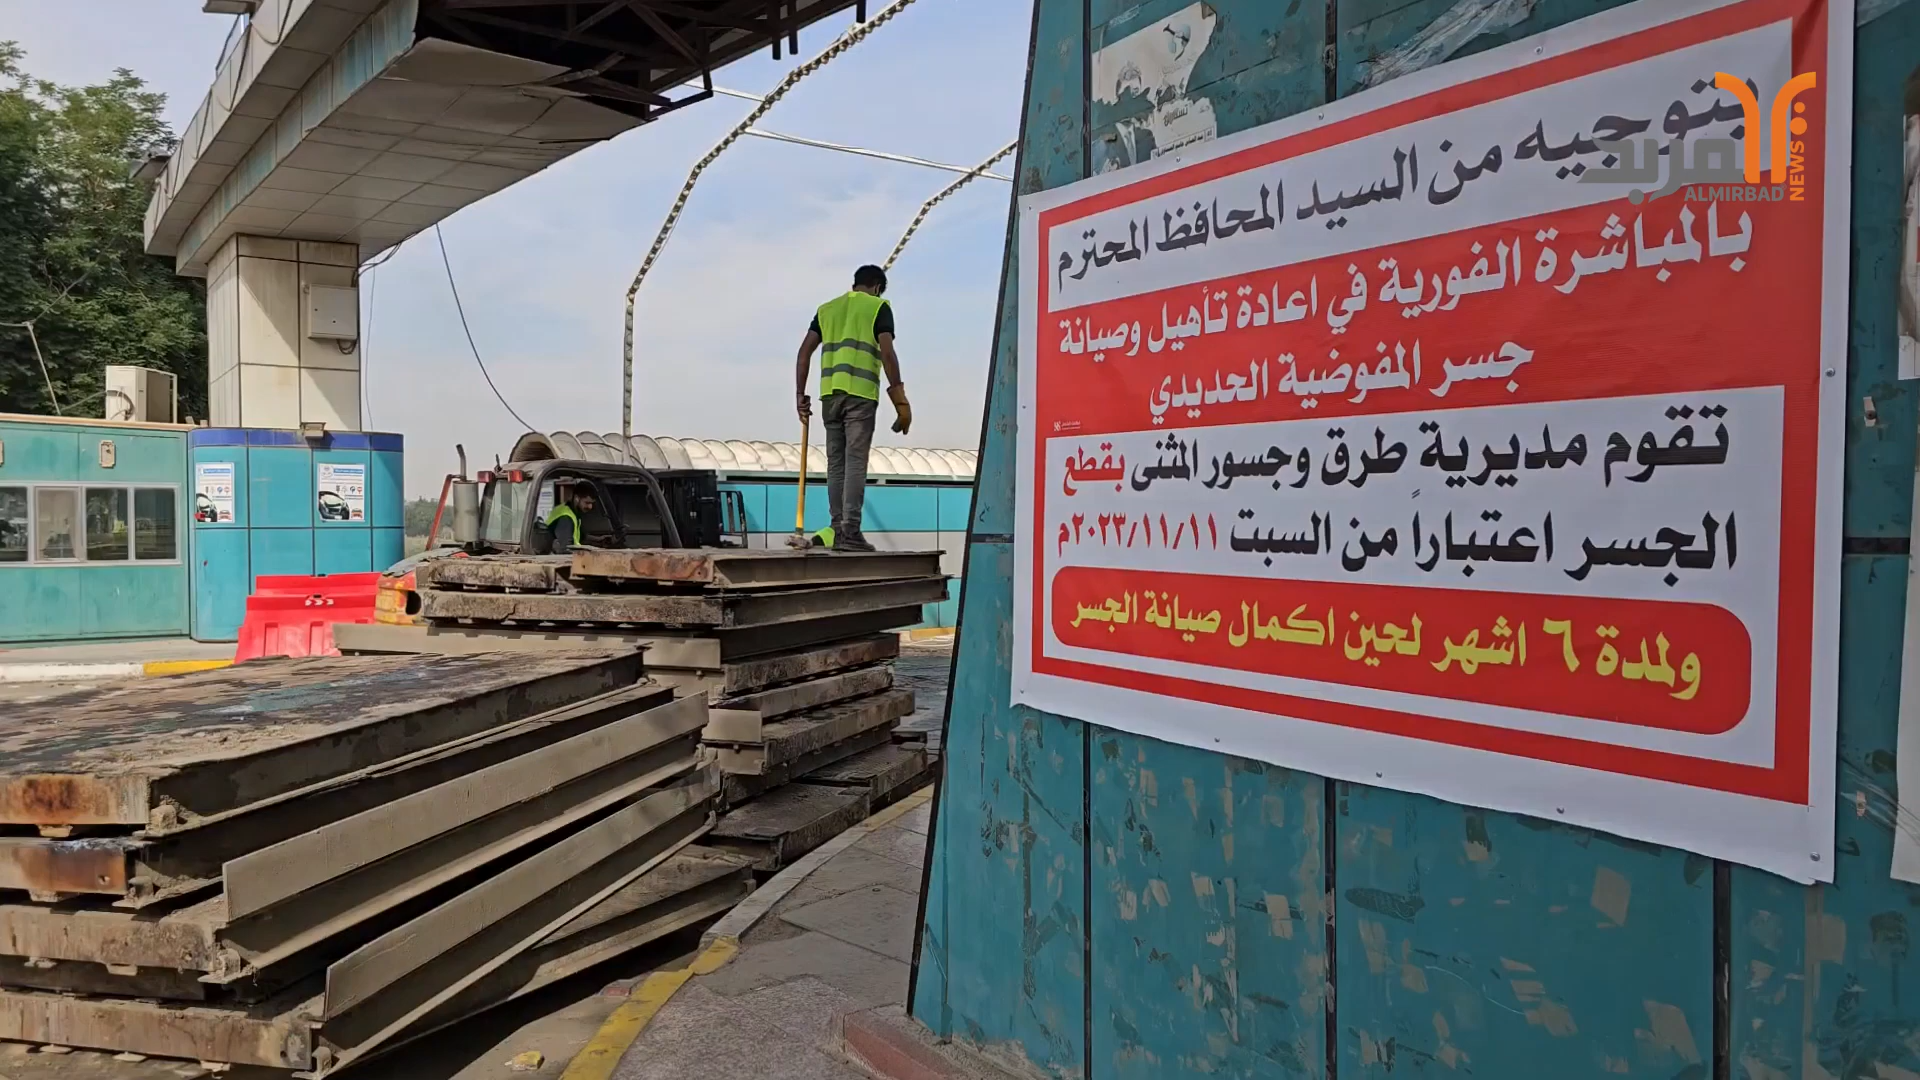 بتوجيه من السيد المحافظ المحترم
بالمباشرة الفورية في اعادة تأهيل وصيانة
جسر المفوضية الحديدي
تقوم مديرية طرق وجسور المثنى بقطع
الجسر اعتباراً من السبت ٢٠٢٣/١١/١١م
ولمدة ٦ اشهر لحين اكمال صيانة الجسر
المربد
ALMIRBAD
NEWS